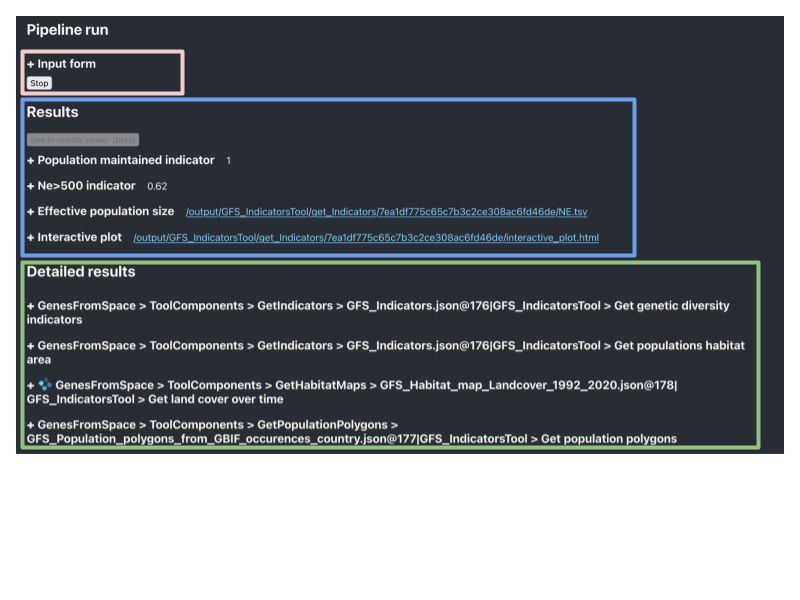 Pipeline run
+ Input form
Stop
Results
See in results viewer (beta)
+ Population maintained indicator 1
+ Ne>500 indicator 0.62
+ Effective population size /output/GFS_IndicatorsTool/get_Indicators/7ea1df775c65c7b3c2ce308ac6fd46de/NE.tsv
+ Interactive plot /output/GFS_IndicatorsTool/get_Indicators/7ea1df775c65c7b3c2ce308ac6fd46de/interactive_plot.html
Detailed results
+ GenesFromSpace > ToolComponents > GetIndicators > GFS_Indicators.json@176|GFS_IndicatorsTool > Get genetic diversity
indicators
+ GenesFromSpace > ToolComponents > GetIndicators > GFS_Indicators.json@176|GFS_IndicatorsTool > Get populations habitat
area
+ GenesFromSpace > ToolComponents > GetHabitatMaps > GFS_Habitat_map_Landcover_1992_2020.json@178|
GFS_IndicatorsTool > Get land cover over time
+ GenesFromSpace > ToolComponents > GetPopulationPolygons >
GFS_Population_polygons_from_GBIF_occurences_country.json@177|GFS_IndicatorsTool > Get population polygons